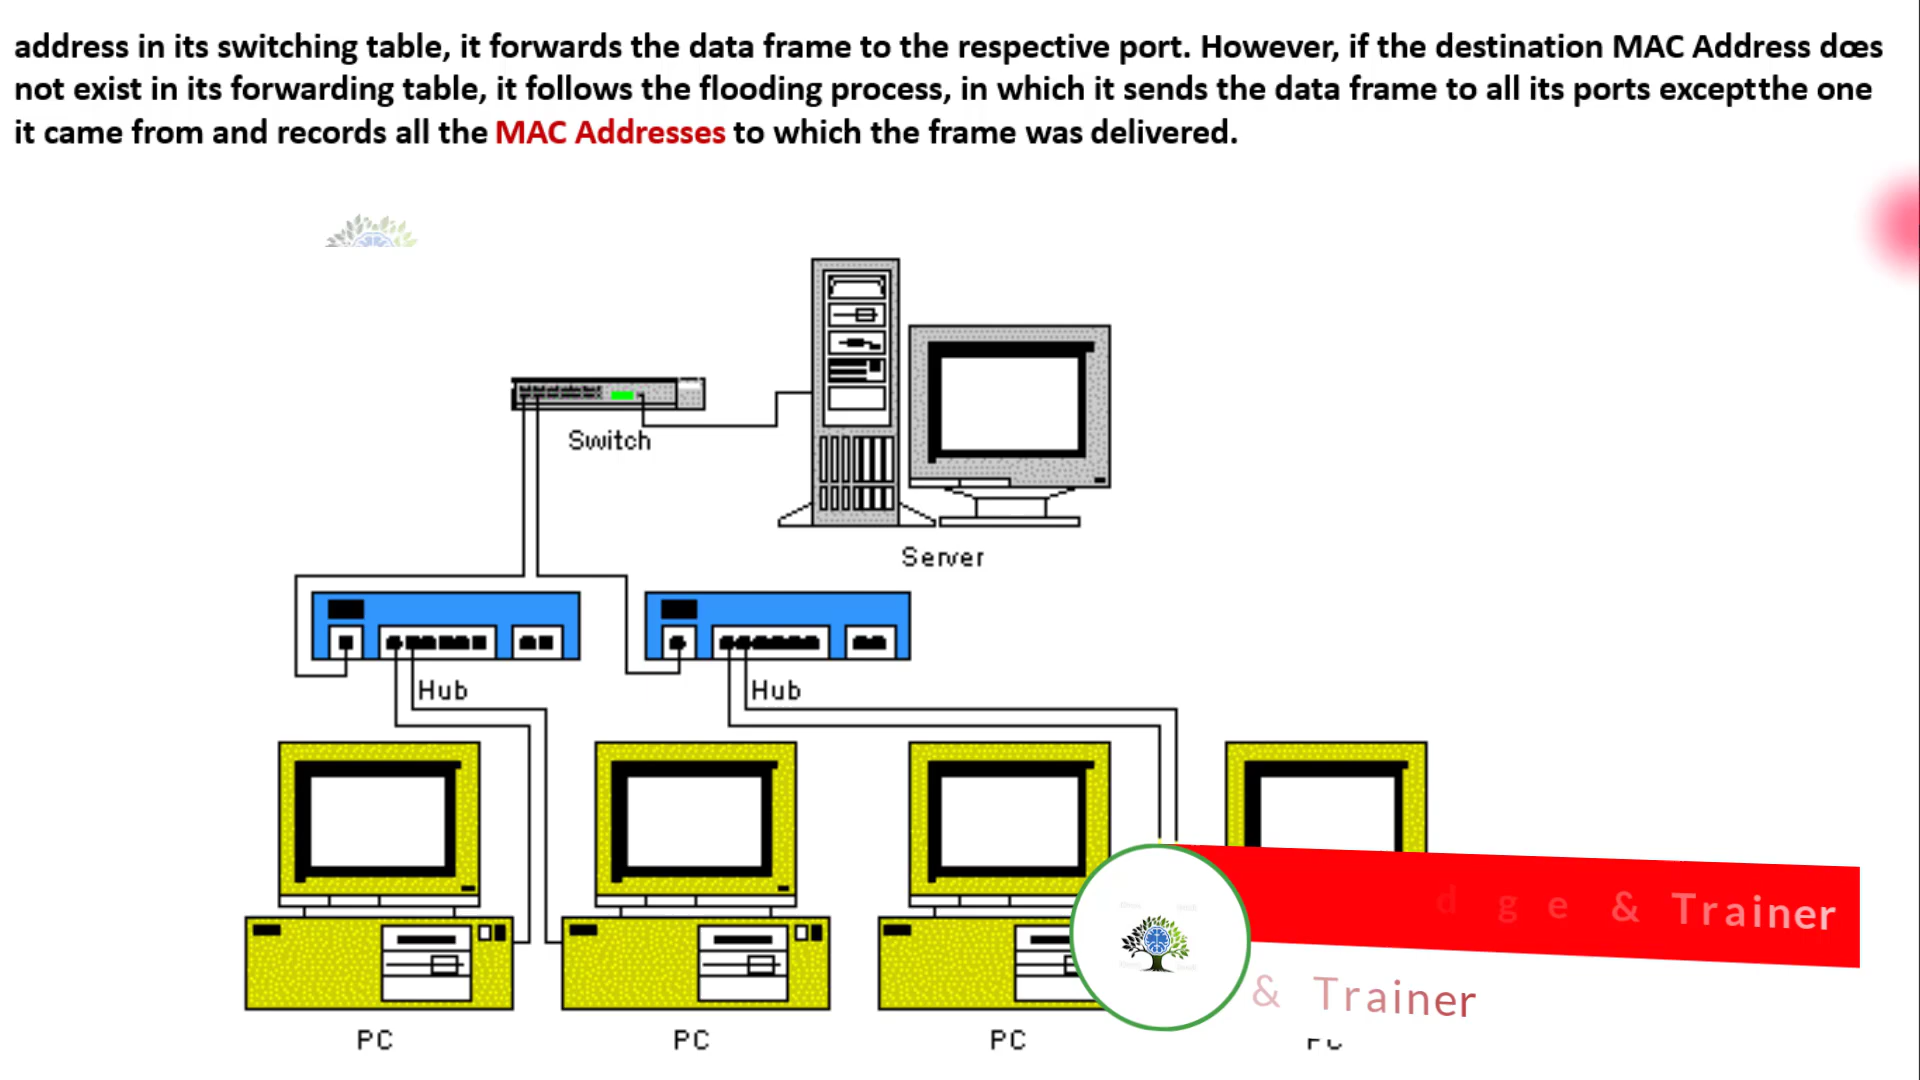 address in its switching table, it forwards the data frame to the respective port. However, if the destination MAC Address does
not exist in its forwarding table, it follows the flooding process, in which it sends the data frame to all its ports except the one
it came from and records all the MAC Addresses to which the frame was delivered.
Switch
Server
Hub
Hub
d g e & Trainer
& Trainer
PC
PC
PC